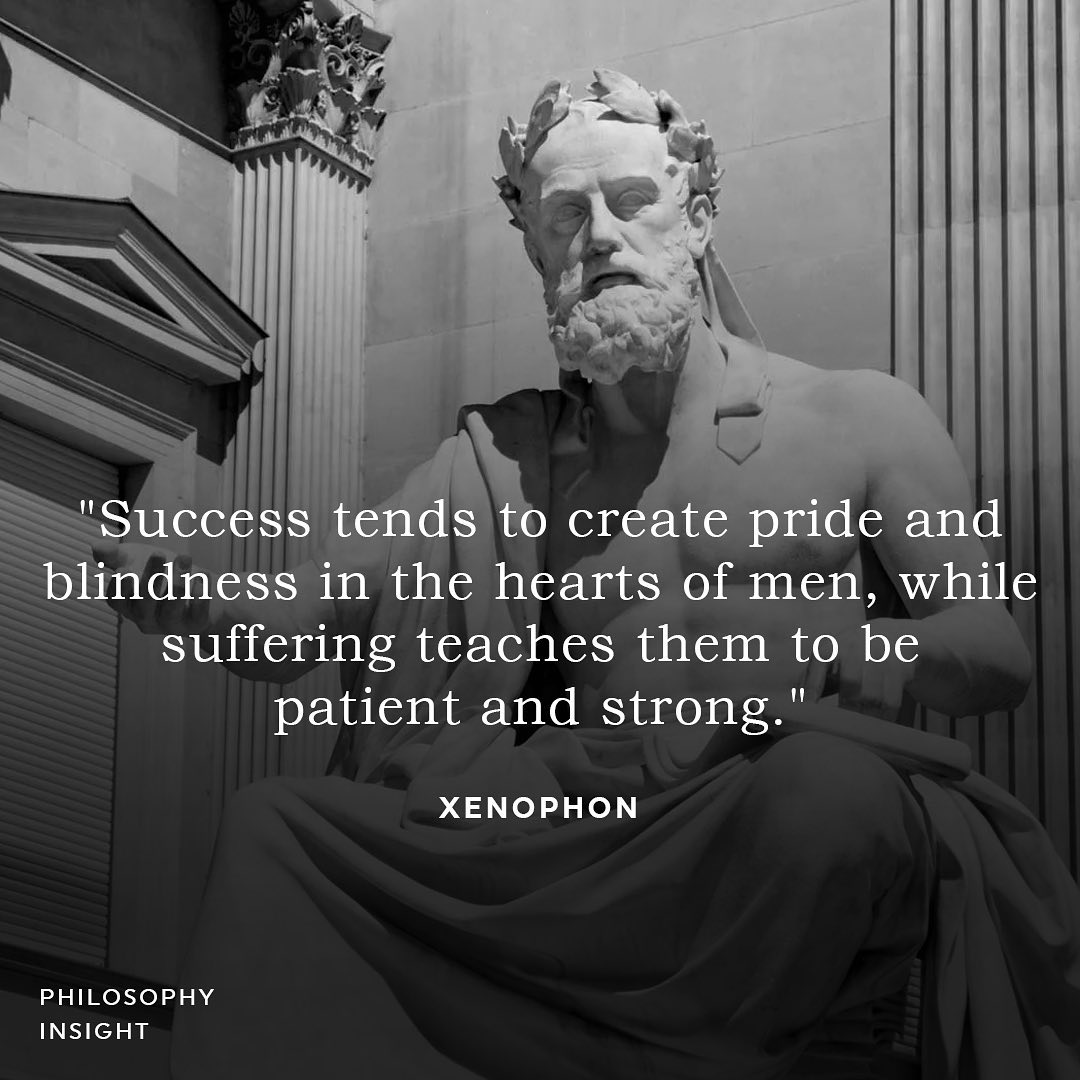 "Success tends to create pride and
blindness in the hearts of men, while
suffering teaches them to be
patient and strong."
XENOPHON
PHILOSOPHY
INSIGHT